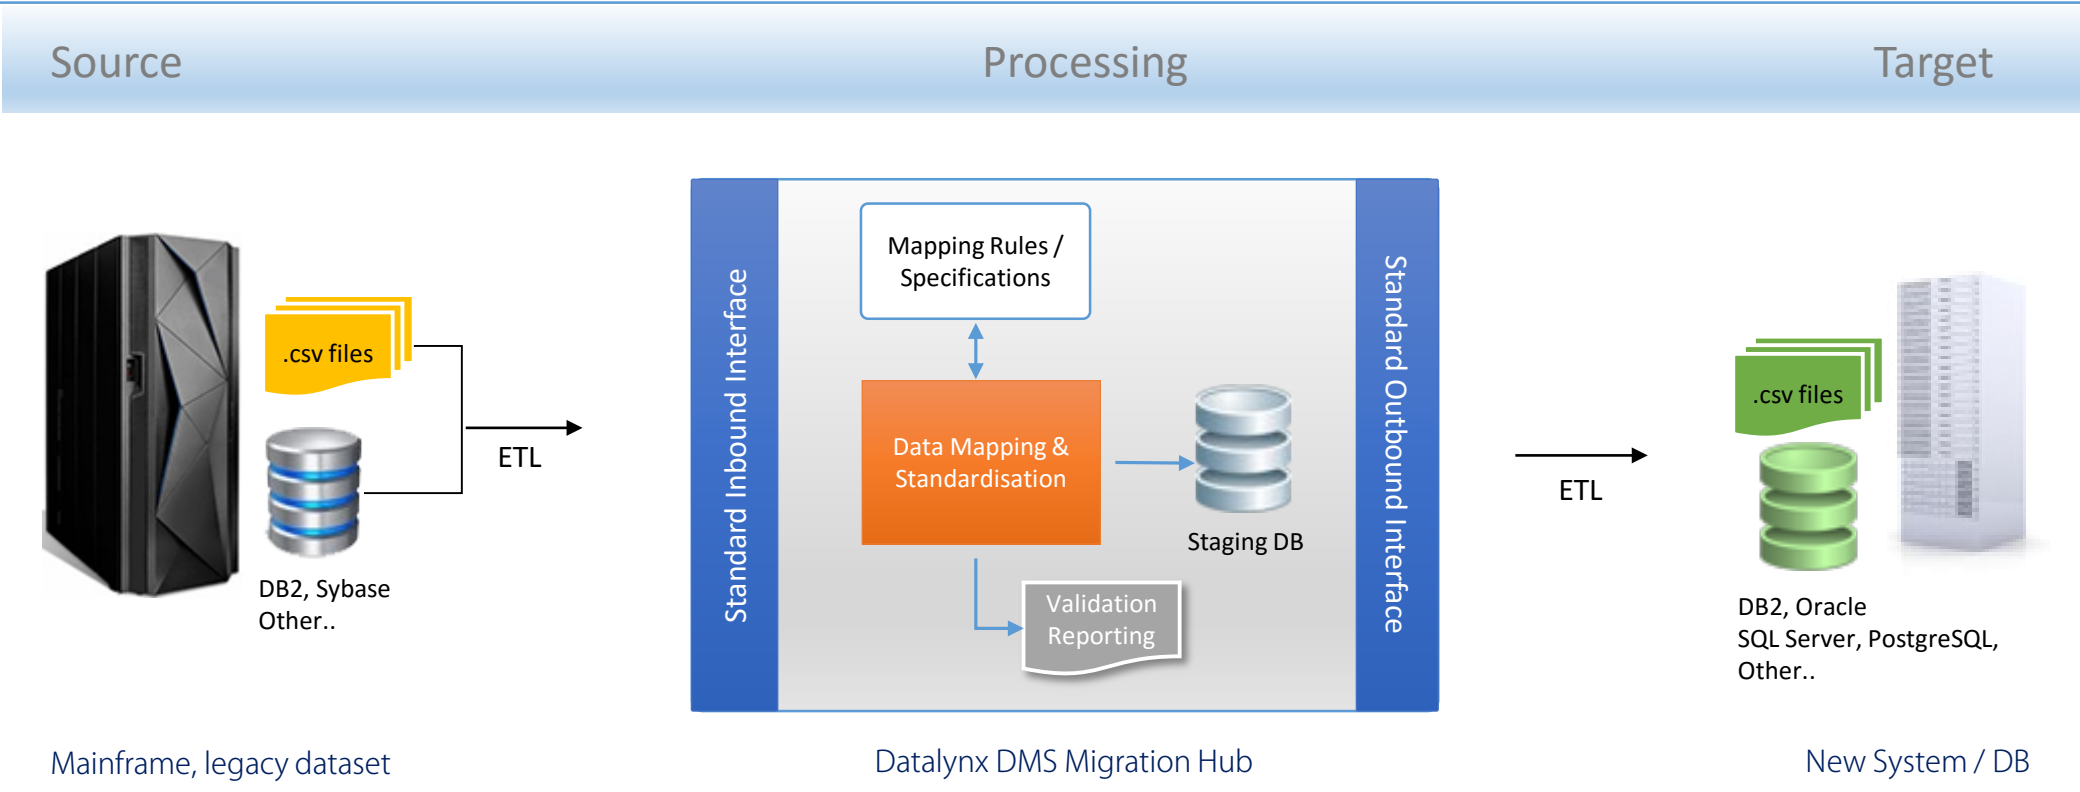 Source
Processing
Target
.csv files
DB2, Sybase
Other..
ETL
Standard Inbound Interface
Mapping Rules /
Specifications
Data Mapping &
Standardisation
Staging DB
Validation
Reporting
Standard Outbound Interface
ETL
.csv files
DB2, Oracle
SQL Server, PostgreSQL,
Other..
Mainframe, legacy dataset
Datalynx DMS Migration Hub
New System / DB